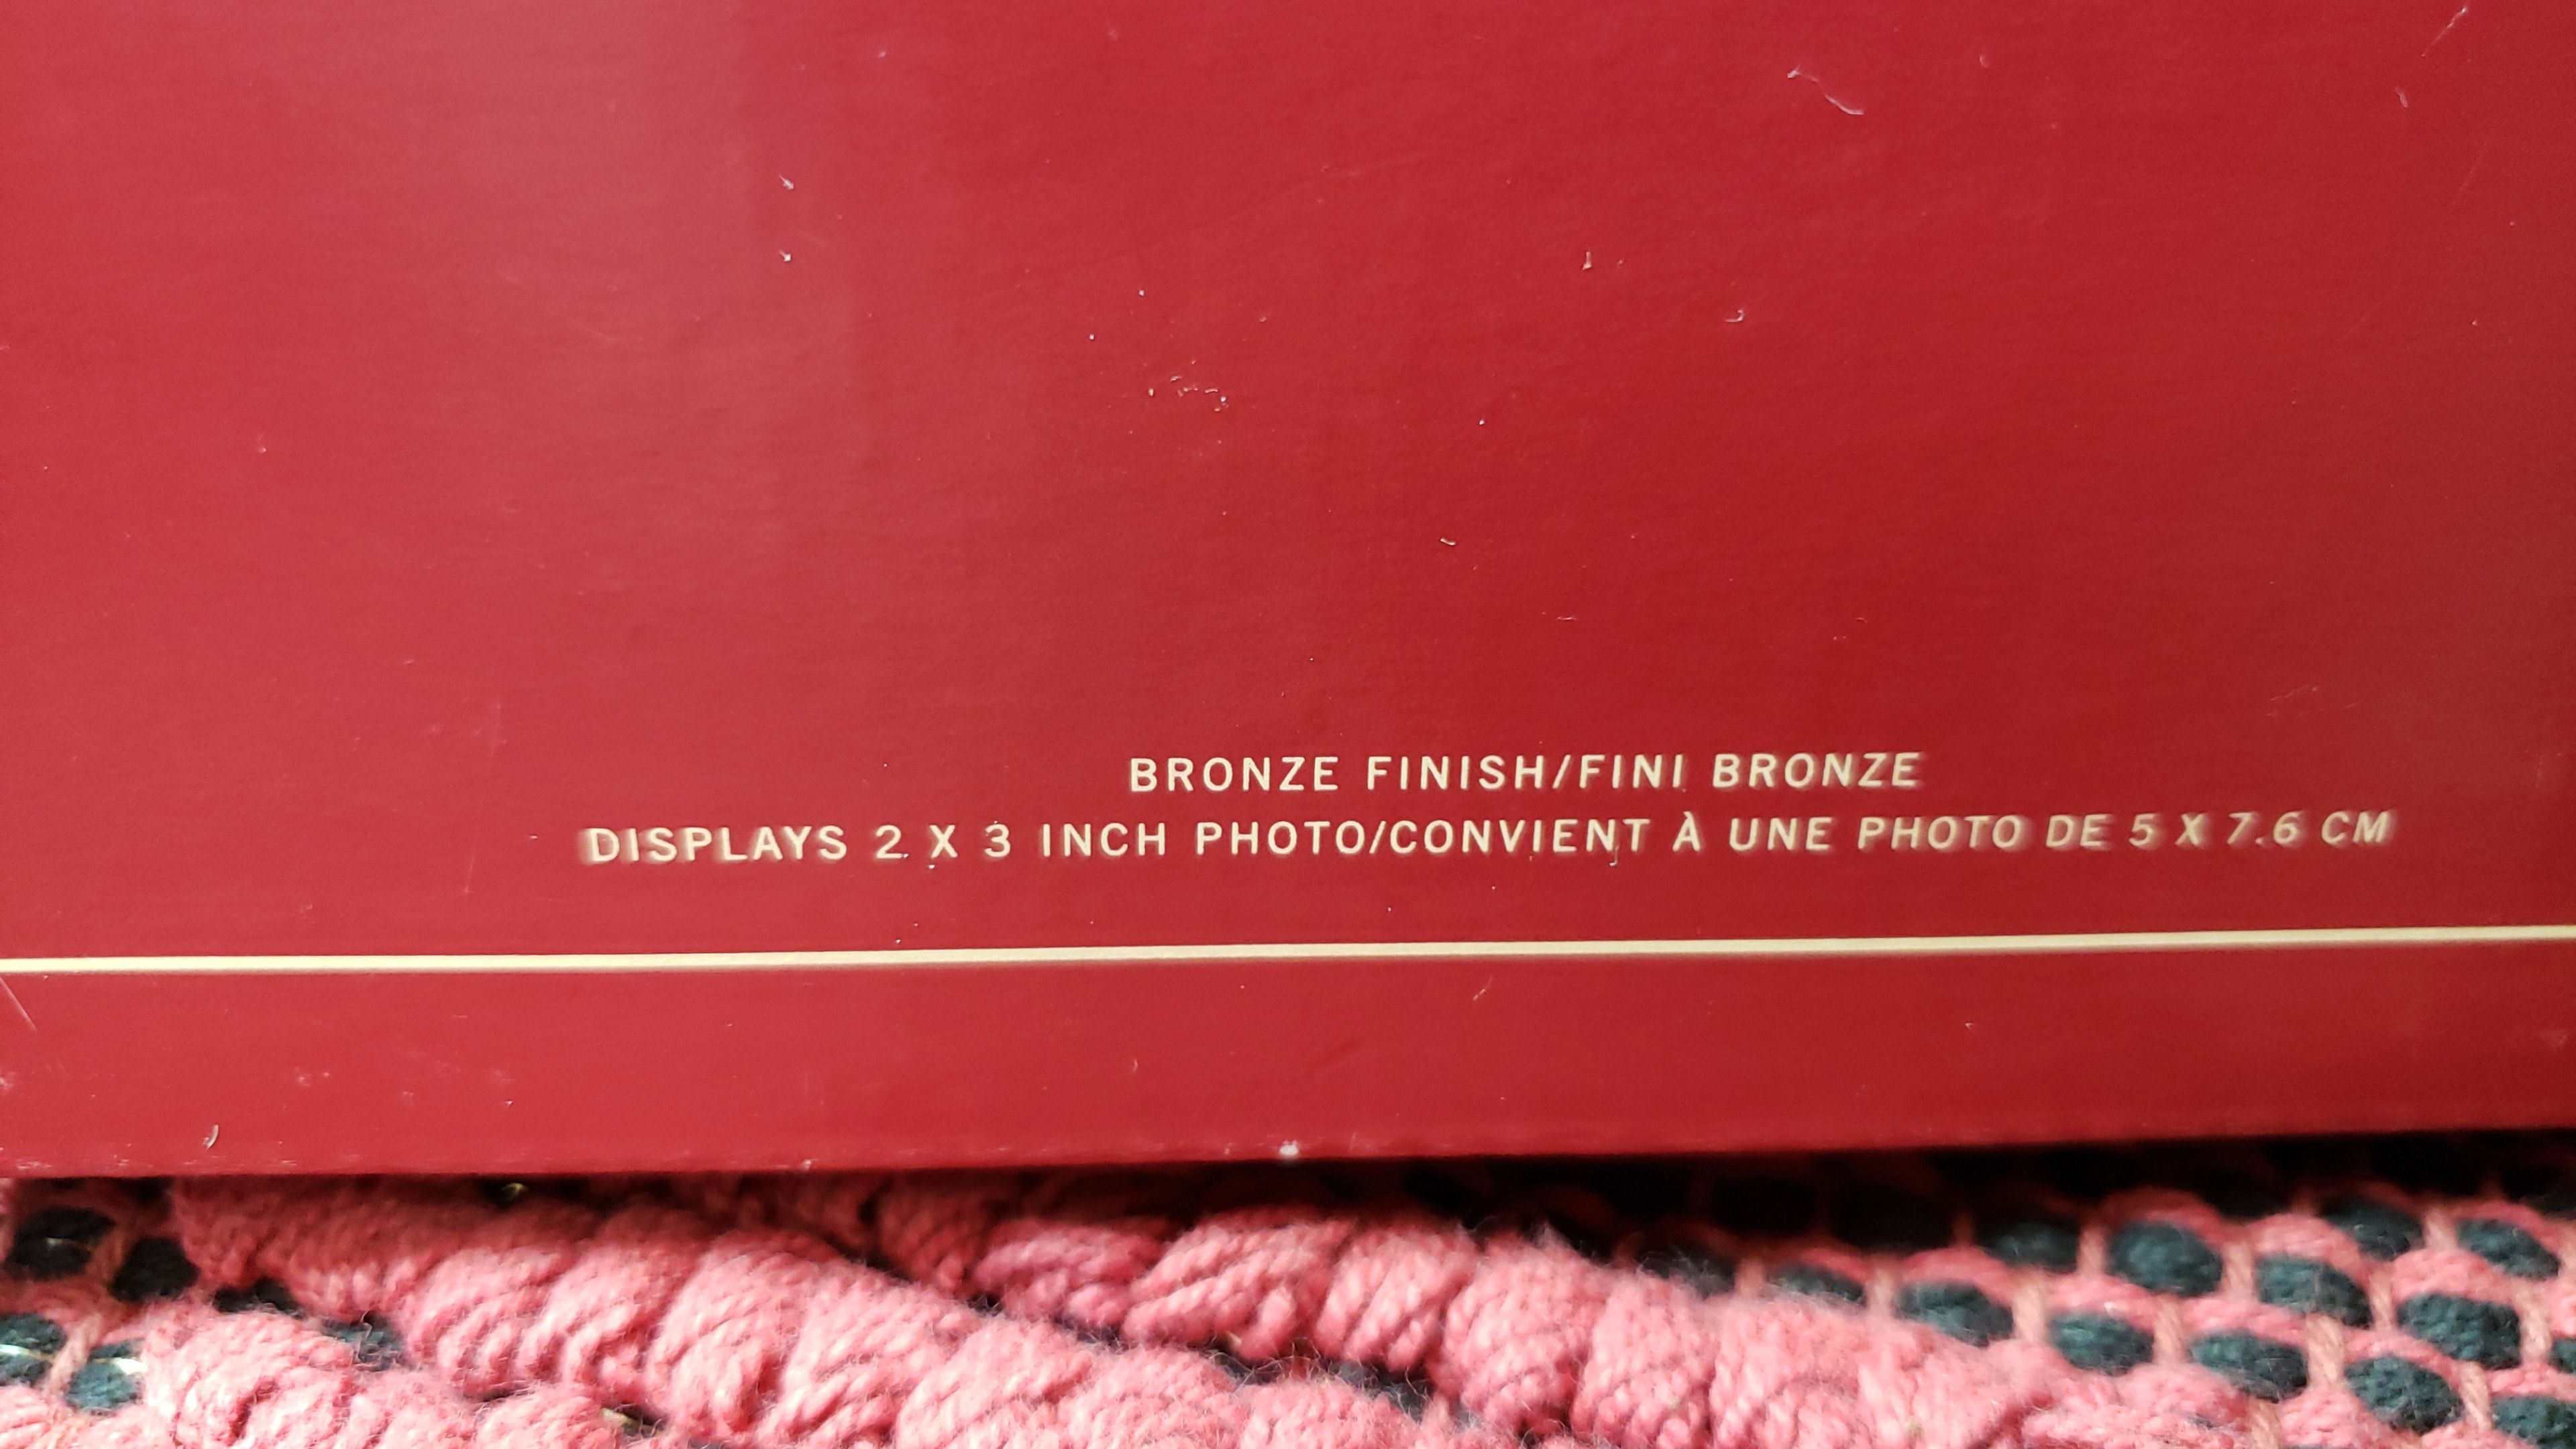 BRONZE FINISH/FINI BRONZE
DISPLAYS 2 X 3 INCH PHOTO/CONVIENT À UNE PHOTO DE 5 X 7.6 CM